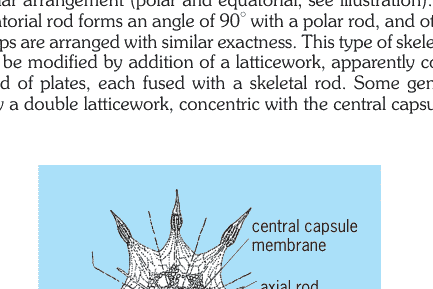 arrangement (polar and equatorial, see illustration).
atorial rod forms an angle of 90° with a polar rod, and ot
ps are arranged with similar exactness. This type of skele
be modified by addition of a latticework, apparently co
d of plates, each fused with a skeletal rod. Some gen
y a double latticework, concentric with the central capsu
central capsule
membrane
axial rod